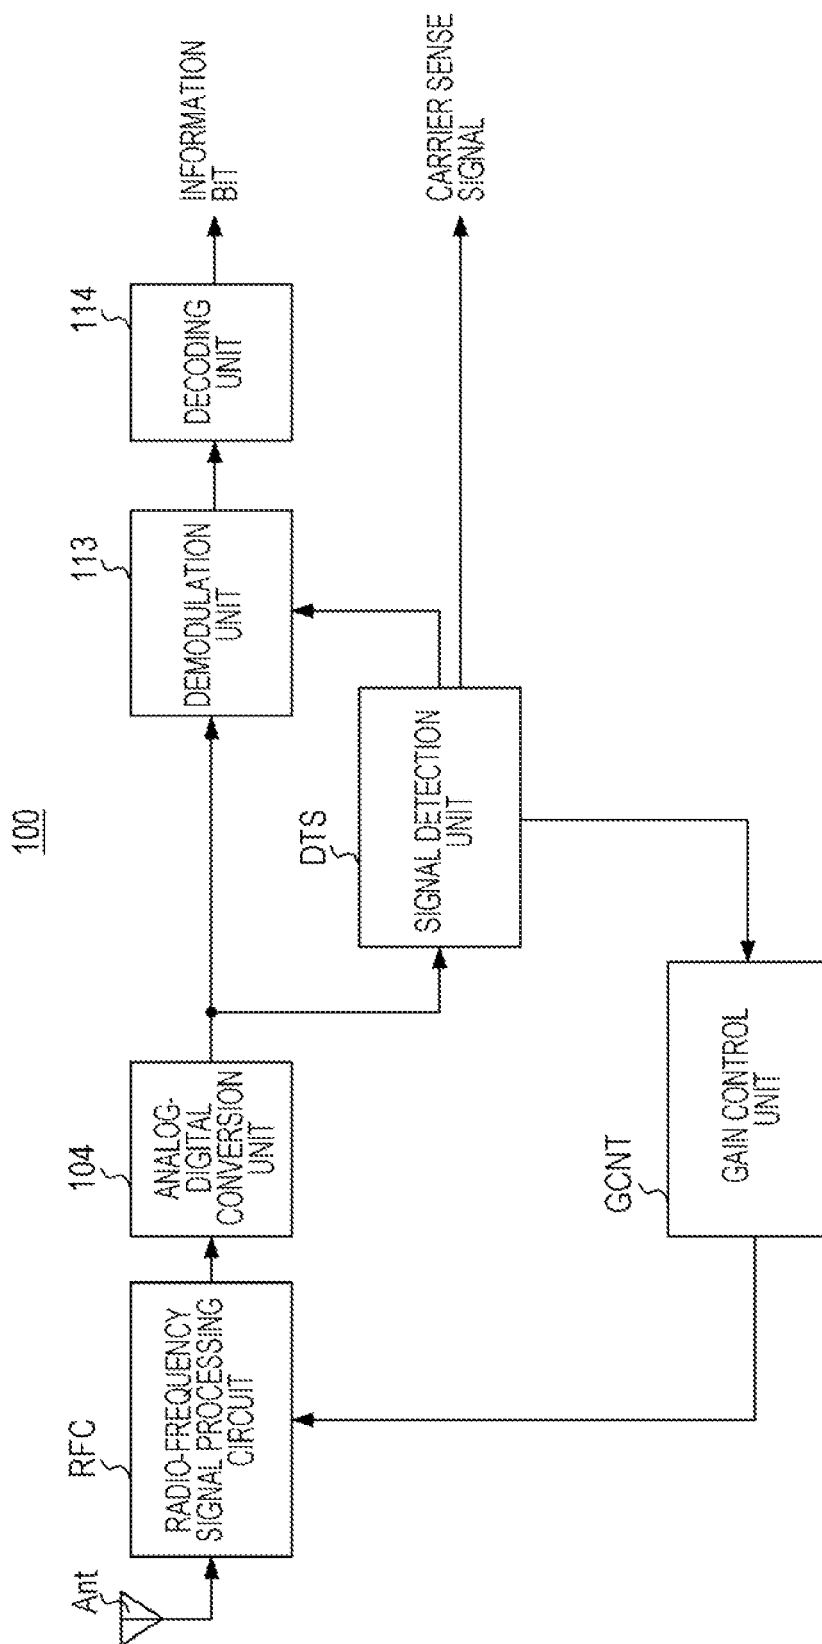 100
Ant
RFC
RADIO-FREQUENCY
SIGNAL PROCESSING
CIRCUIT
104
ANALOG-
DIGITAL
CONVERSION
UNIT
113
DEMODULATION
UNIT
114
DECODING
UNIT
INFORMATION
BIT
DTS
SIGNAL DETECTION
UNIT
CARRIER SENSE
SIGNAL
GCNT
GAIN CONTROL
UNIT